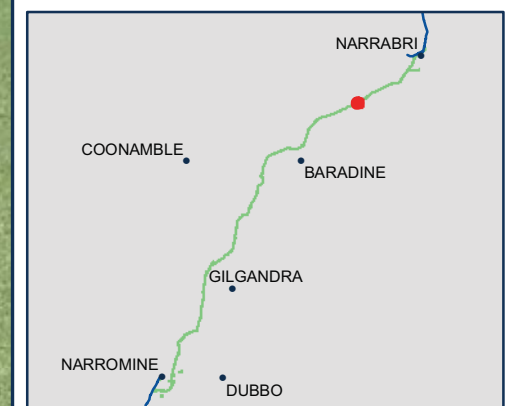 NARRABRI
COONAMBLE
BARADINE
GILGANDRA
NARROMINE
DUBBO